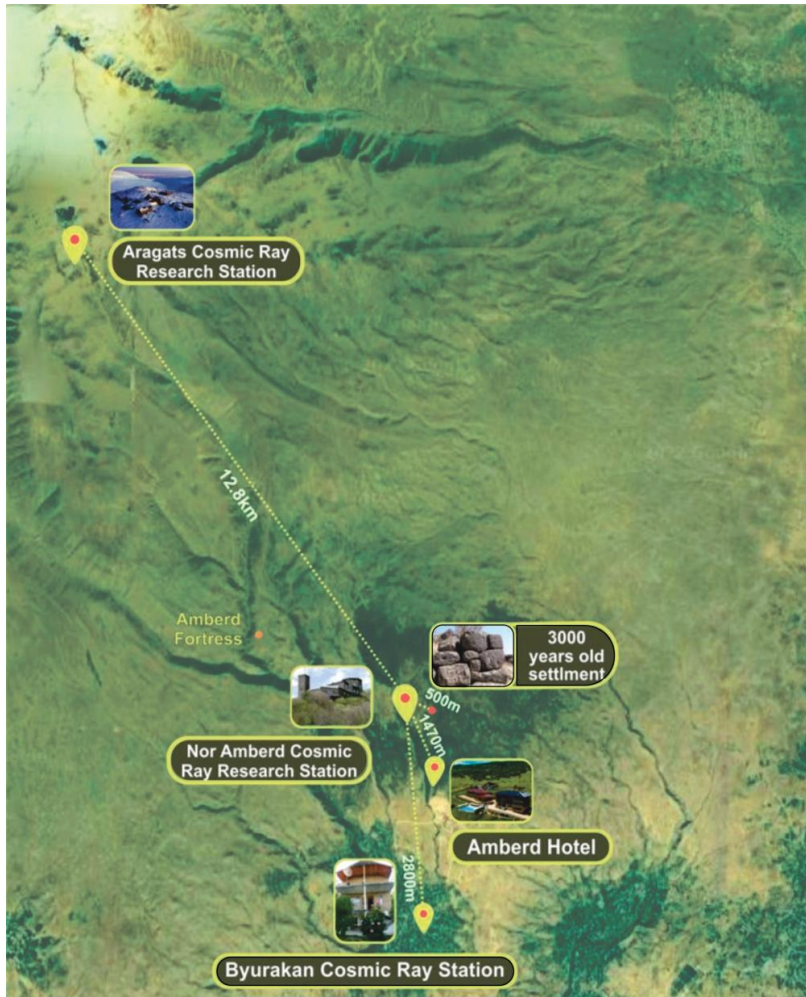 Aragats Cosmic Ray
Research Station
12.8km
Amberd
Fortress
3000
years old
settlment
500m
1470m
Nor Amberd Cosmic
Ray Research Station
Amberd Hotel
2800m
Byurakan Cosmic Ray Station